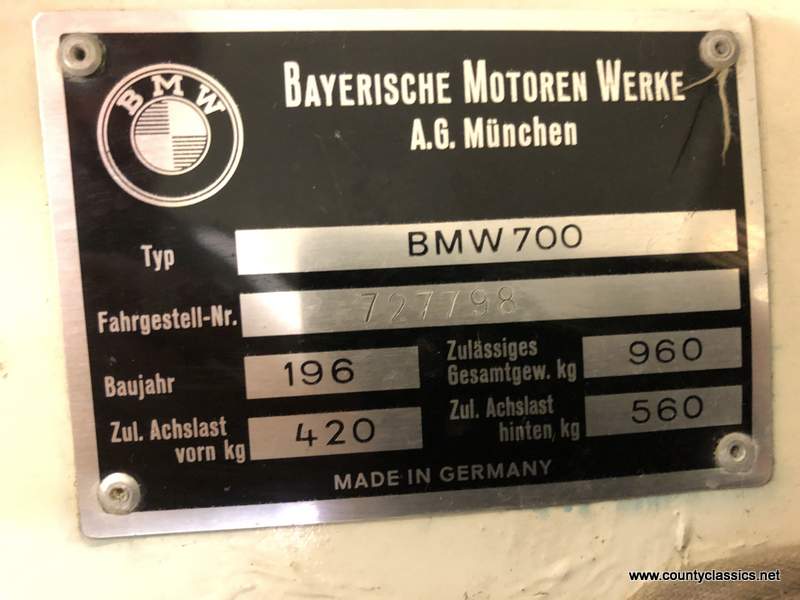 BMW
BAYERISCHE MOTOREN WERKE
A.G. München
Typ BMW 700
Fahrgestell-Nr. 727798
Baujahr 196
Zulässiges Gesamtgew. kg 960
Zul. Achslast vorn kg 420
Zul. Achslast hinten, kg 560
MADE IN GERMANY
www.countyclassics.net